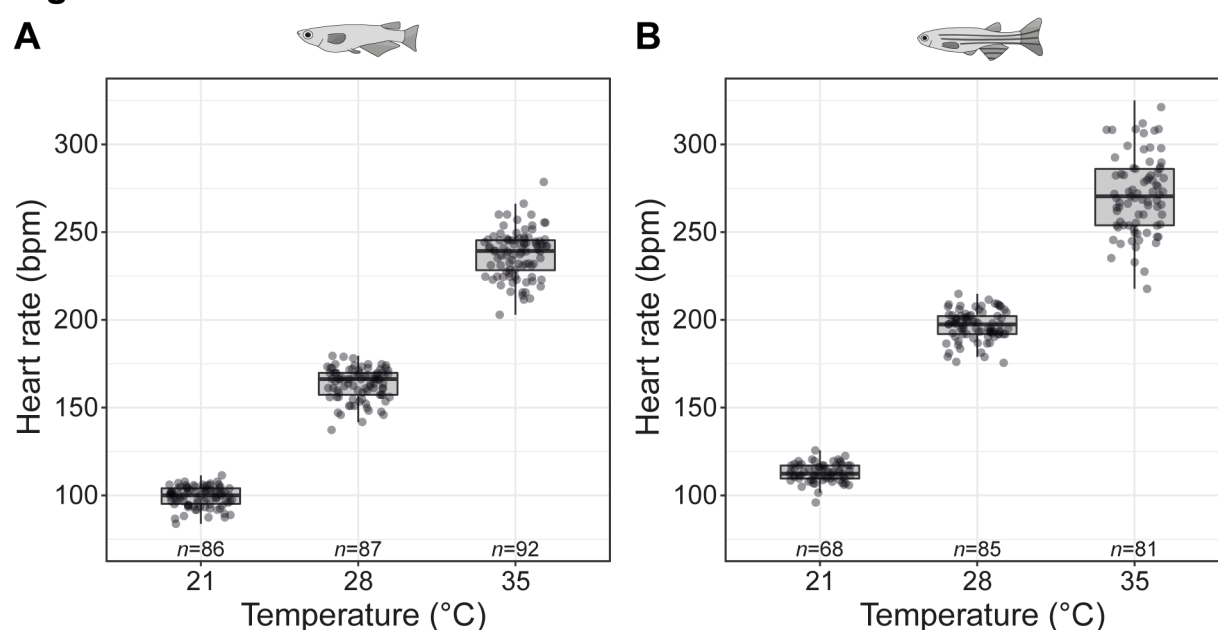 A
B
Heart rate (bpm)
300
250
200
150
100
n=86
n=87
n=92
21
28
35
Temperature (°C)
Heart rate (bpm)
300
250
200
150
100
n=68
n=85
n=81
21
28
35
Temperature (°C)